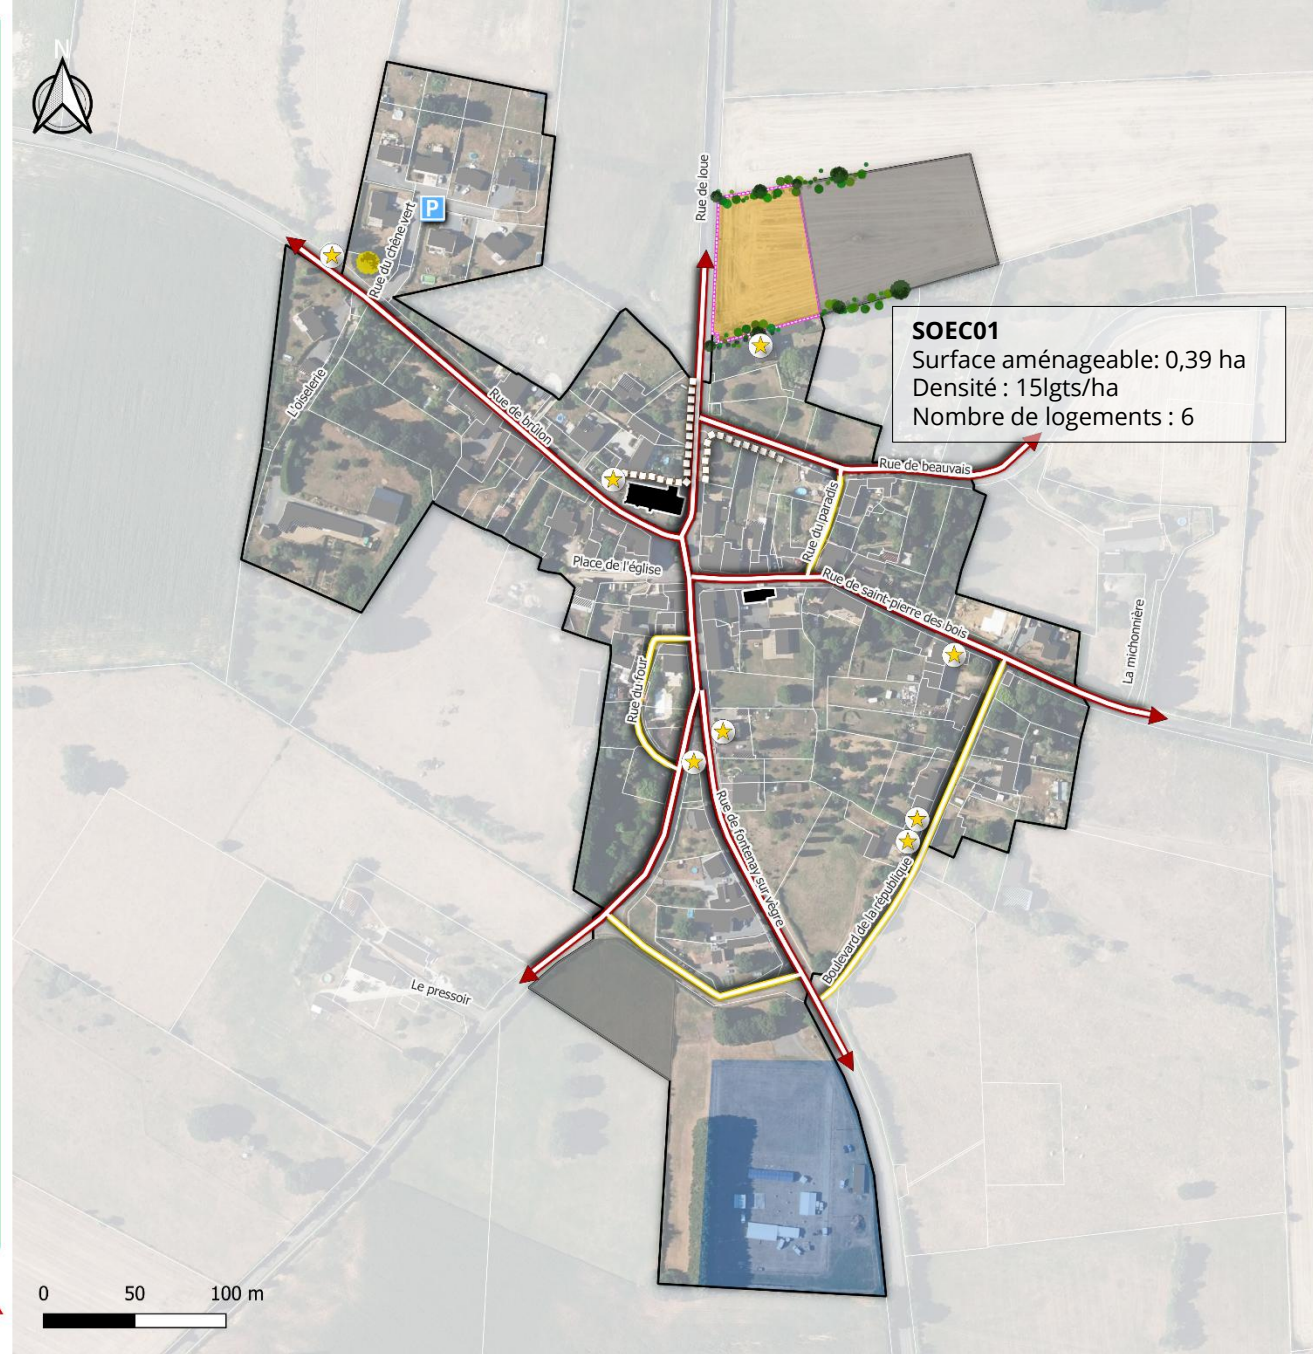 N
Rue de loue
P
Rue du chêne vert
SOEC01
Surface aménageable: 0,39 ha
Densité : 15lgts/ha
Nombre de logements : 6
L'oiselerie
Rue de brûlon
Rue de beauvais
Rue du paradis
Place de l'église
Rue de saint-pierre des bois
La michonnière
Rue du four
Rue de fontenay sur vègre
Boulevard de la république
Le pressoir
0 50 100 m